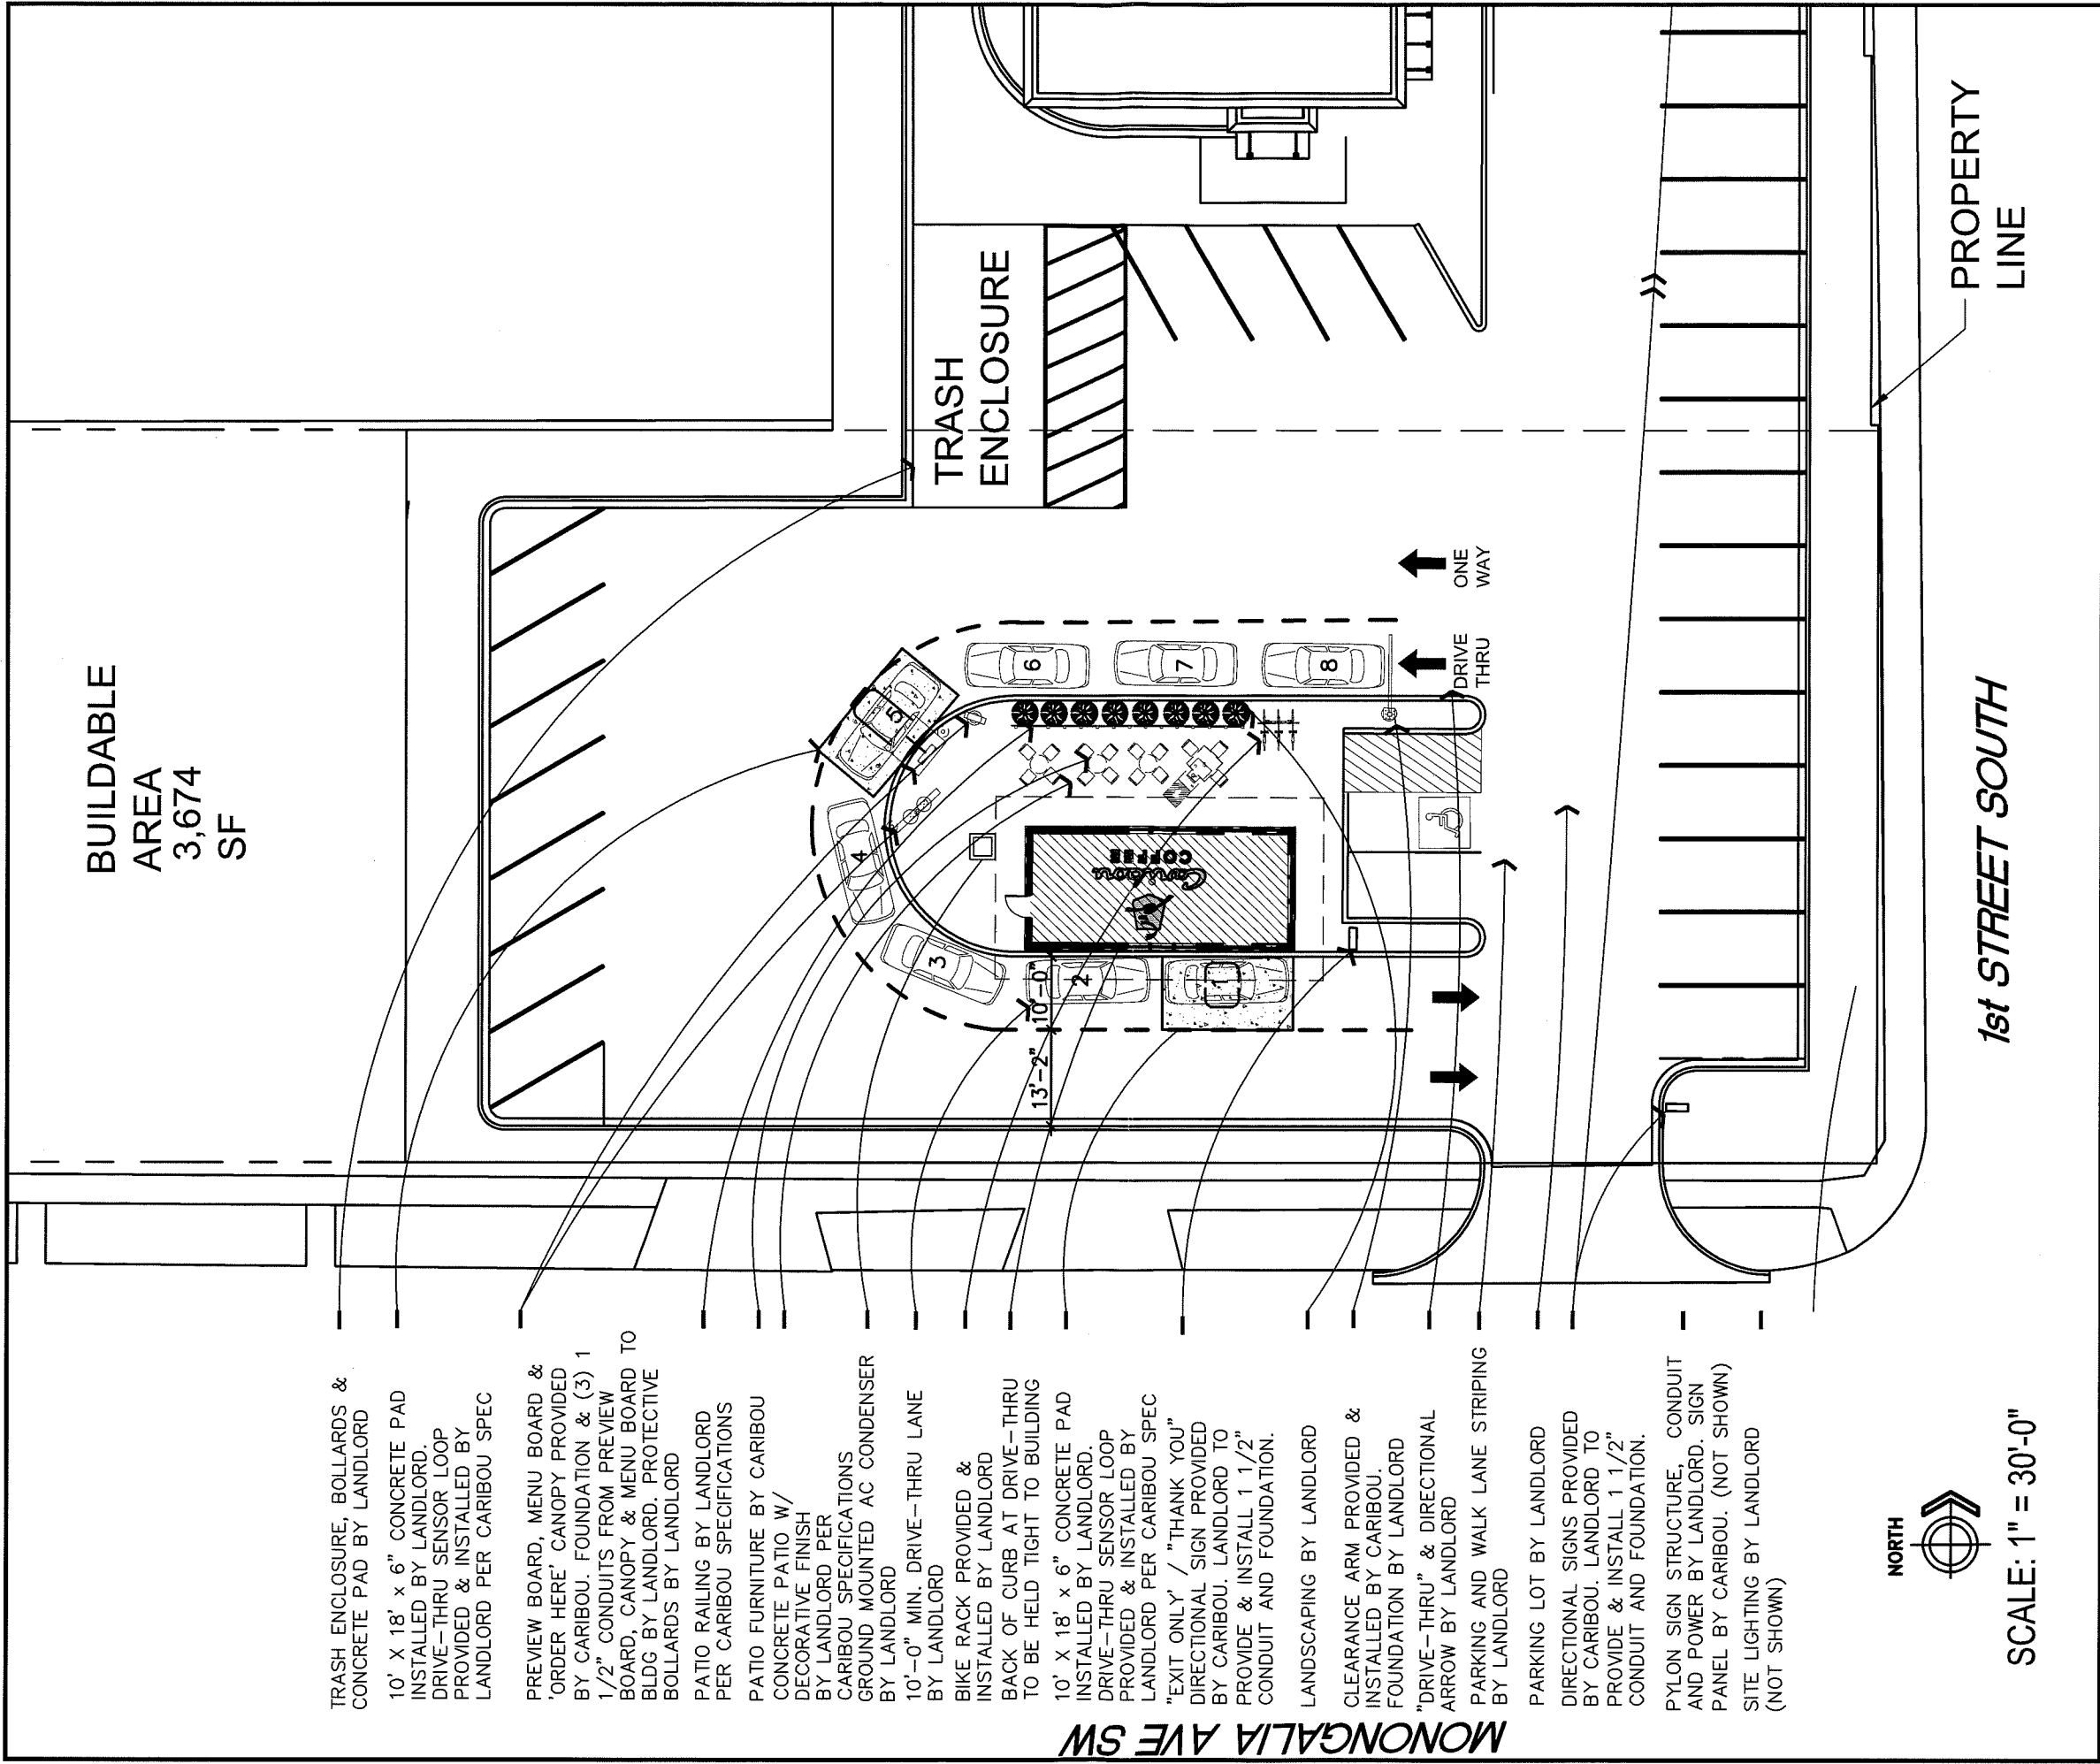 BUILDABLE
AREA
3,674
SF
TRASH
ENCLOSURE
PROPERTY
LINE
1st STREET SOUTH
MONONGALIA AVE SW
ONE
WAY
DRIVE
THRU
1
2
3
4
5
6
7
8
Caribou
COFFEE
10'-0"
13'-2"
TRASH ENCLOSURE, BOLLARDS &
CONCRETE PAD BY LANDLORD
10' X 18' x 6" CONCRETE PAD
INSTALLED BY LANDLORD.
DRIVE-THRU SENSOR LOOP
PROVIDED & INSTALLED BY
LANDLORD PER CARIBOU SPEC
PREVIEW BOARD, MENU BOARD &
'ORDER HERE' CANOPY PROVIDED
BY CARIBOU. FOUNDATION & (3) 1
1/2" CONDUITS FROM PREVIEW
BOARD, CANOPY & MENU BOARD TO
BLDG BY LANDLORD. PROTECTIVE
BOLLARDS BY LANDLORD
PATIO RAILING BY LANDLORD
PER CARIBOU SPECIFICATIONS
PATIO FURNITURE BY CARIBOU
CONCRETE PATIO W/
DECORATIVE FINISH
BY LANDLORD PER
CARIBOU SPECIFICATIONS
GROUND MOUNTED AC CONDENSER
BY LANDLORD
10'-0" MIN. DRIVE-THRU LANE
BY LANDLORD
BIKE RACK PROVIDED &
INSTALLED BY LANDLORD
BACK OF CURB AT DRIVE-THRU
TO BE HELD TIGHT TO BUILDING
10' X 18' x 6" CONCRETE PAD
INSTALLED BY LANDLORD.
DRIVE-THRU SENSOR LOOP
PROVIDED & INSTALLED BY
LANDLORD PER CARIBOU SPEC
"EXIT ONLY' / "THANK YOU"
DIRECTIONAL SIGN PROVIDED
BY CARIBOU. LANDLORD TO
PROVIDE & INSTALL 1 1/2"
CONDUIT AND FOUNDATION.
LANDSCAPING BY LANDLORD
CLEARANCE ARM PROVIDED &
INSTALLED BY CARIBOU.
FOUNDATION BY LANDLORD
"DRIVE-THRU" & DIRECTIONAL
ARROW BY LANDLORD
PARKING AND WALK LANE STRIPING
BY LANDLORD
PARKING LOT BY LANDLORD
DIRECTIONAL SIGNS PROVIDED
BY CARIBOU. LANDLORD TO
PROVIDE & INSTALL 1 1/2"
CONDUIT AND FOUNDATION.
PYLON SIGN STRUCTURE, CONDUIT
AND POWER BY LANDLORD. SIGN
PANEL BY CARIBOU. (NOT SHOWN)
SITE LIGHTING BY LANDLORD
(NOT SHOWN)
NORTH
SCALE: 1" = 30'-0"